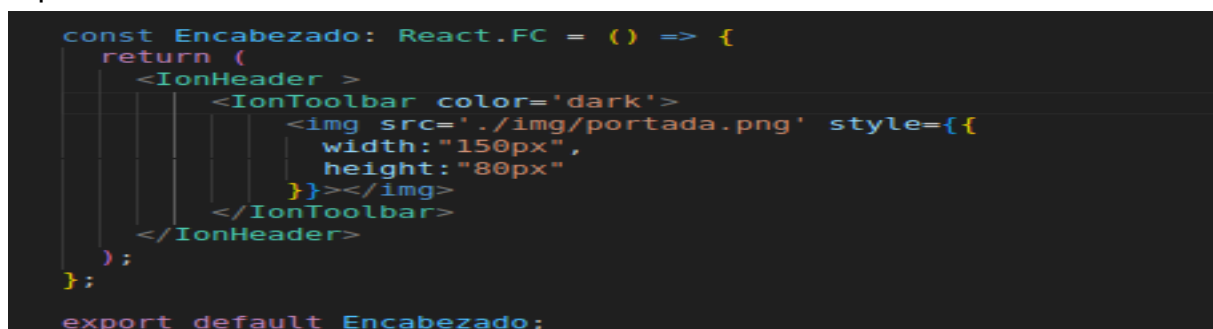 const Encabezado: React.FC = () => {
return (
<IonHeader >
<IonToolbar color='dark'>
<img src='./img/portada.png' style={{
width:"150px",
height:"80px"
}}></img>
</IonToolbar>
</IonHeader>
);
};
export default Encabezado;